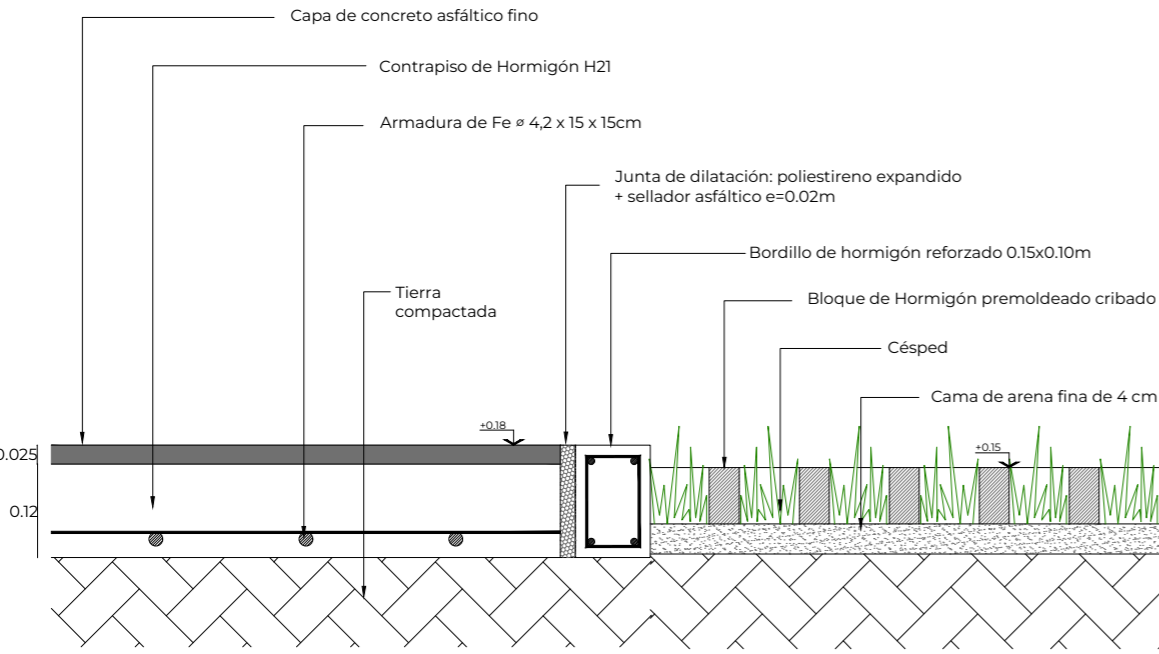 Capa de concreto asfáltico fino
Contrapiso de Hormigón H21
Armadura de Fe ø 4,2 x 15 x 15cm
Junta de dilatación: poliestireno expandido
+ sellador asfáltico e=0.02m
Bordillo de hormigón reforzado 0.15x0.10m
Tierra
compactada
Bloque de Hormigón premoldeado cribado
Césped
Cama de arena fina de 4 cm
+0.18
+0.15
0.025
0.12